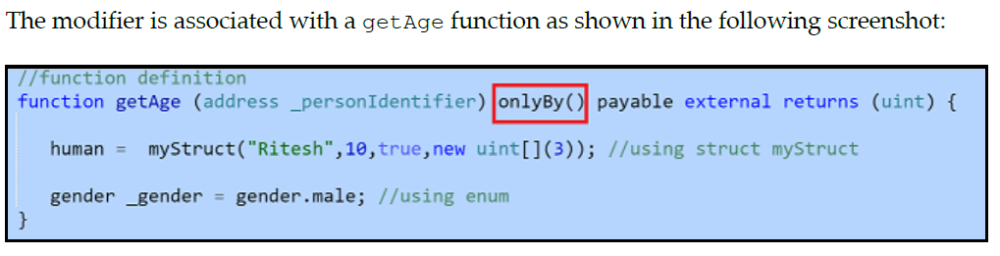 The modifier is associated with a getAge function as shown in the following screenshot:
//function definition
function getAge (address _personIdentifier) onlyBy() payable external returns (uint) {
human = myStruct("Ritesh",10,true,new uint[](3)); //using struct myStruct
gender _gender = gender.male; //using enum
}